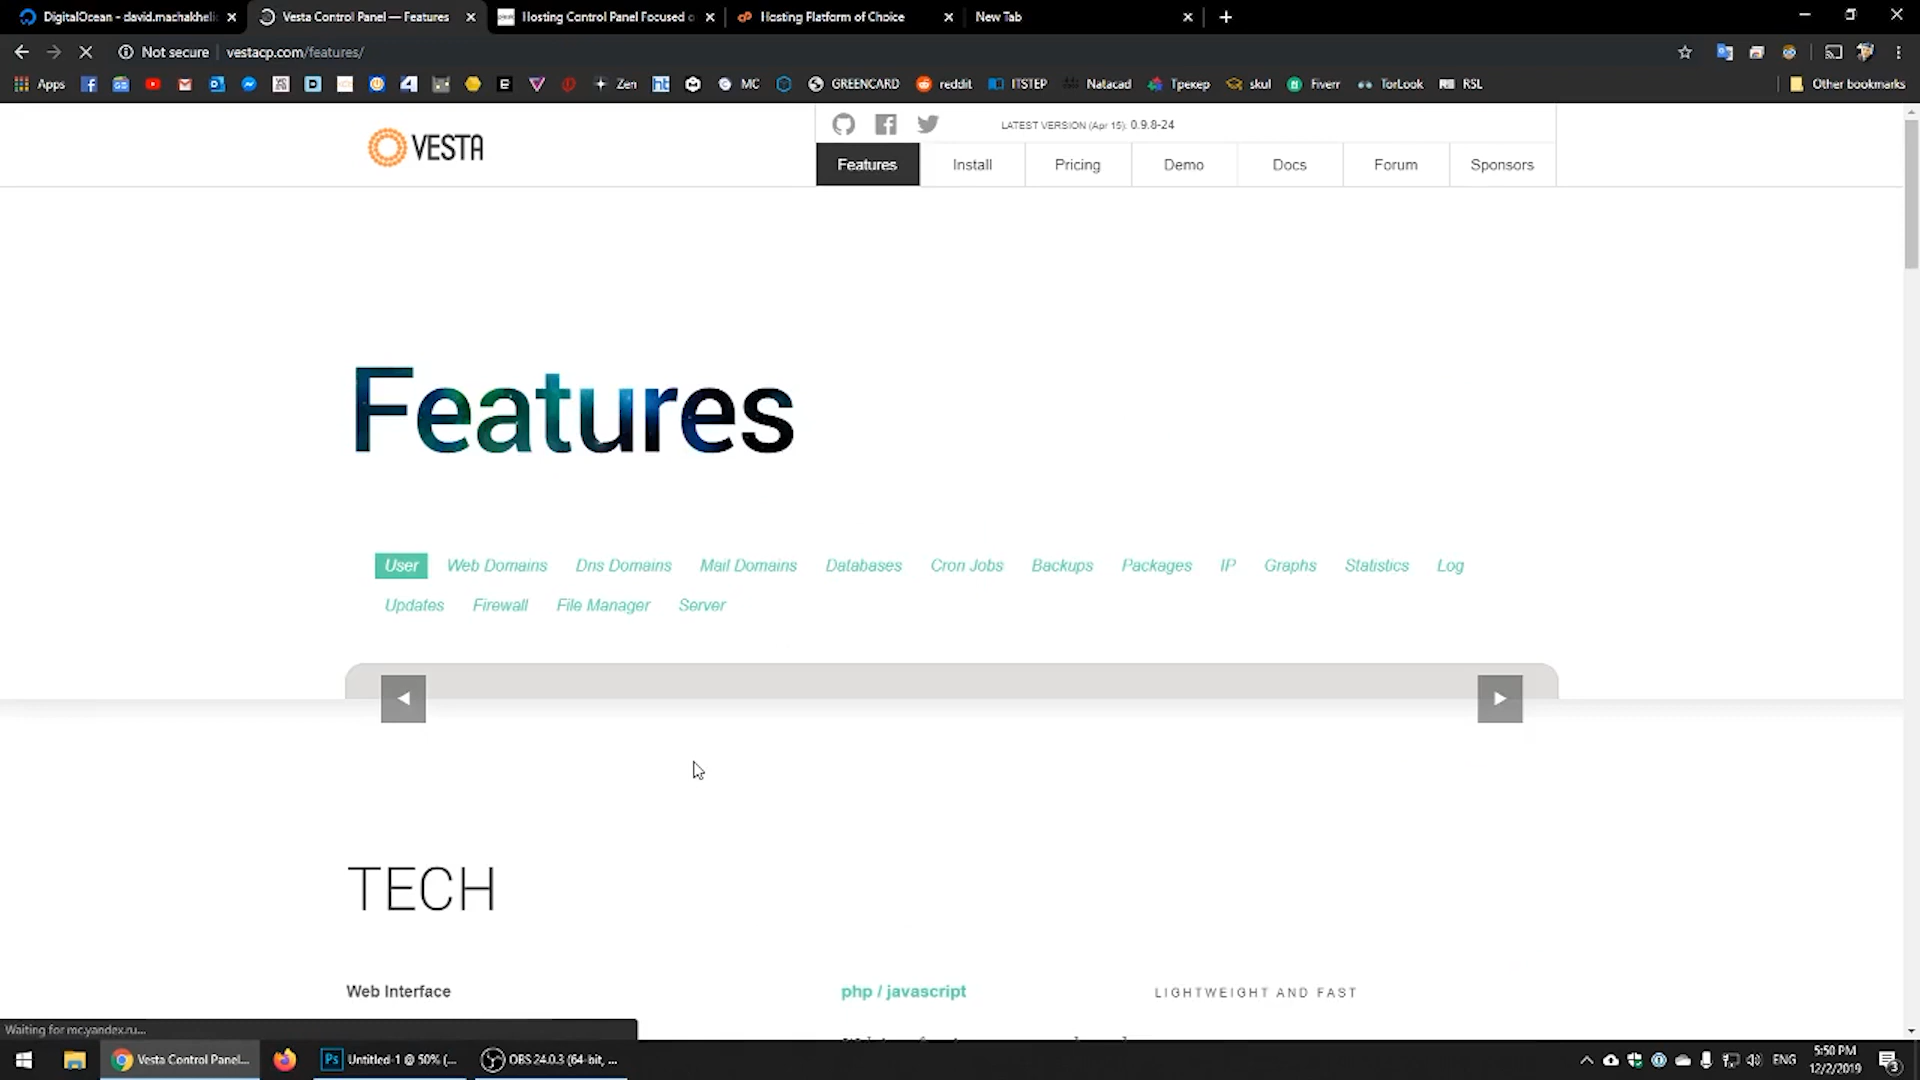 DigitalOcean - david.machakheli
Vesta Control Panel — Features
Hosting Control Panel Focused o
Hosting Platform of Choice
New Tab
Not secure
vestacp.com/features/
Apps
Zen
MC
GREENCARD
reddit
ITSTEP
Natacad
Трекер
skul
Fiverr
TorLook
RSL
Other bookmarks
VESTA
LATEST VERSION (Apr 15): 0.9.8-24
Features
Install
Pricing
Demo
Docs
Forum
Sponsors
Features
User
Web Domains
Dns Domains
Mail Domains
Databases
Cron Jobs
Backups
Packages
IP
Graphs
Statistics
Log
Updates
Firewall
File Manager
Server
TECH
Web Interface
php / javascript
LIGHTWEIGHT AND FAST
Waiting for mc.yandex.ru...
Vesta Control Panel...
Ps
Untitled-1 @ 50% (...
OBS 24.0.3 (64-bit, ...
ENG
5:50 PM
12/2/2019
3